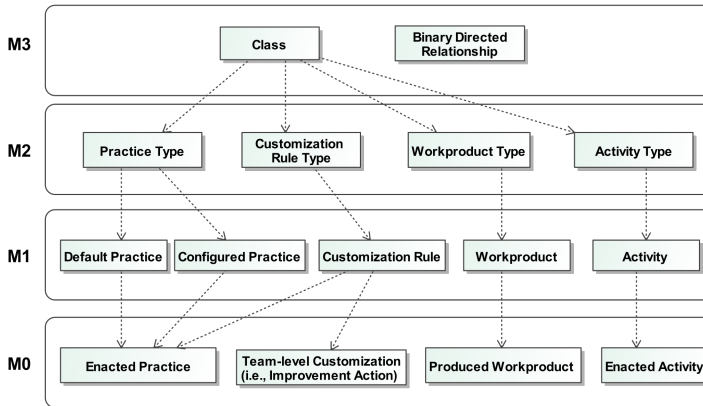 M3
Class
Binary Directed
Relationship
M2
Practice Type
Customization
Rule Type
Workproduct Type
Activity Type
M1
Default Practice
Configured Practice
Customization Rule
Workproduct
Activity
M0
Enacted Practice
Team-level Customization
(i.e., Improvement Action)
Produced Workproduct
Enacted Activity